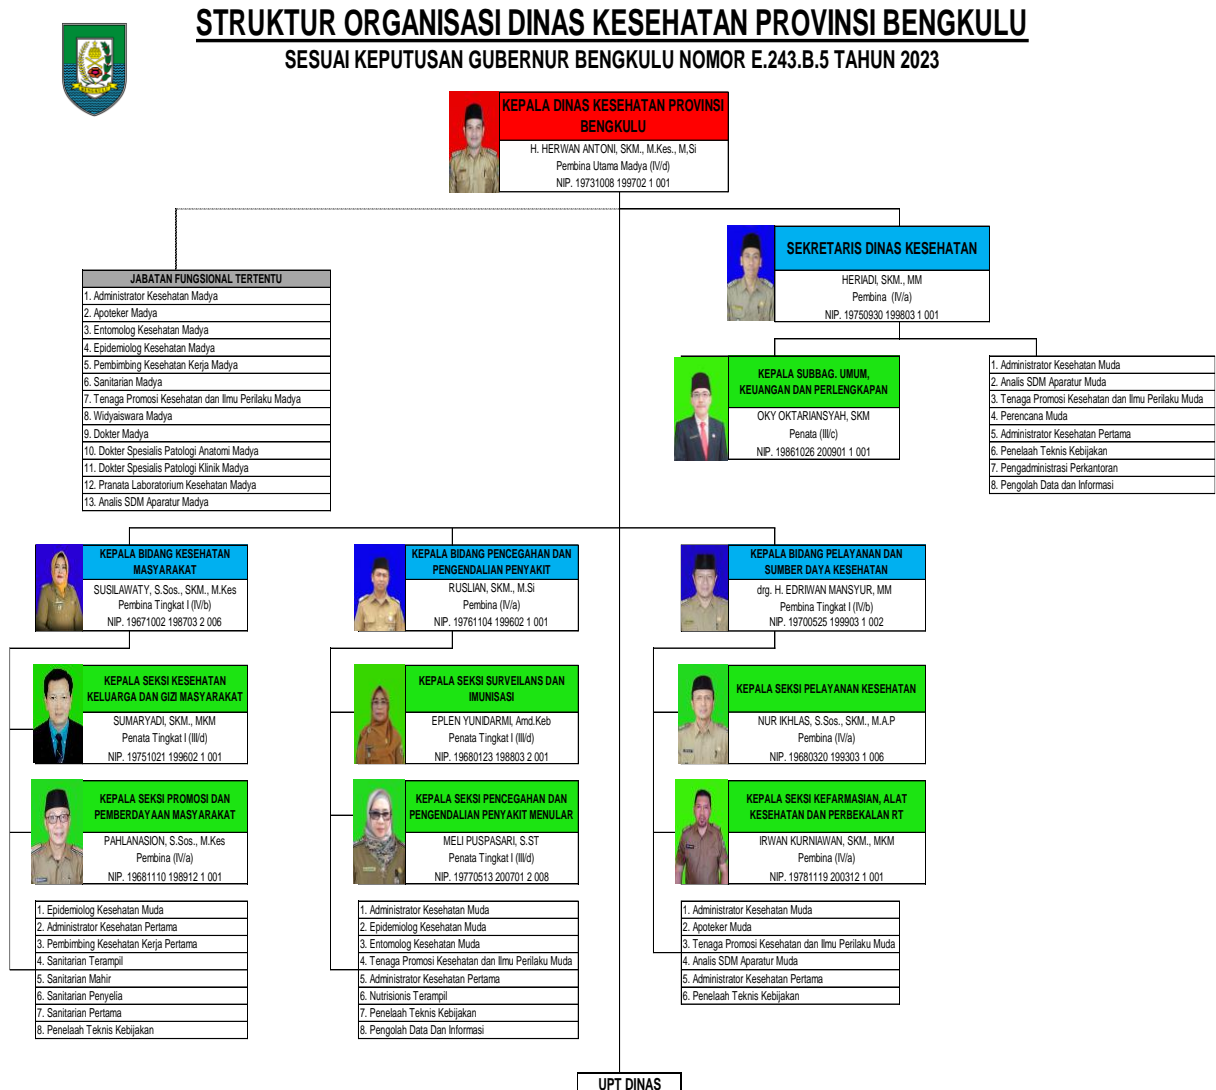 STRUKTUR ORGANISASI DINAS KESEHATAN PROVINSI BENGKULU
SESUAI KEPUTUSAN GUBERNUR BENGKULU NOMOR E.243.B.5 TAHUN 2023
BENGKULU
KEPALA DINAS KESEHATAN PROVINSI
BENGKULU
H. HERWAN ANTONI, SKM., M.Kes., M,Si
Pembina Utama Madya (IV/d)
NIP. 19731008 199702 1 001
SEKRETARIS DINAS KESEHATAN
HERIADI, SKM., MM
Pembina (IV/a)
NIP. 19750930 199803 1 001
JABATAN FUNGSIONAL TERTENTU
1. Administrator Kesehatan Madya
2. Apoteker Madya
3. Entomolog Kesehatan Madya
4. Epidemiolog Kesehatan Madya
5. Pembimbing Kesehatan Kerja Madya
6. Sanitarian Madya
7. Tenaga Promosi Kesehatan dan Ilmu Perilaku Madya
8. Widyaiswara Madya
9. Dokter Madya
10. Dokter Spesialis Patologi Anatomi Madya
11. Dokter Spesialis Patologi Klinik Madya
12. Pranata Laboratorium Kesehatan Madya
13. Analis SDM Aparatur Madya
KEPALA SUBBAG. UMUM,
KEUANGAN DAN PERLENGKAPAN
OKY OKTARIANSYAH, SKM
Penata (III/c)
NIP. 19861026 200901 1 001
1. Administrator Kesehatan Muda
2. Analis SDM Aparatur Muda
3. Tenaga Promosi Kesehatan dan Ilmu Perilaku Muda
4. Perencana Muda
5. Administrator Kesehatan Pertama
6. Penelaah Teknis Kebijakan
7. Pengadministrasi Perkantoran
8. Pengolah Data dan Informasi
KEPALA BIDANG KESEHATAN
MASYARAKAT
SUSILAWATY, S.Sos., SKM., M.Kes
Pembina Tingkat I (IV/b)
NIP. 19671002 198703 2 006
KEPALA BIDANG PENCEGAHAN DAN
PENGENDALIAN PENYAKIT
RUSLIAN, SKM., M.Si
Pembina (IV/a)
NIP. 19761104 199602 1 001
KEPALA BIDANG PELAYANAN DAN
SUMBER DAYA KESEHATAN
drg. H. EDRIWAN MANSYUR, MM
Pembina Tingkat I (IV/b)
NIP. 19700525 199903 1 002
KEPALA SEKSI KESEHATAN
KELUARGA DAN GIZI MASYARAKAT
SUMARYADI, SKM., MKM
Penata Tingkat I (III/d)
NIP. 19751021 199602 1 001
KEPALA SEKSI SURVEILANS DAN
IMUNISASI
EPLEN YUNIDARMI, Amd.Keb
Penata Tingkat I (III/d)
NIP. 19680123 198803 2 001
KEPALA SEKSI PELAYANAN KESEHATAN
NUR IKHLAS, S.Sos., SKM., M.A.P
Pembina (IV/a)
NIP. 19680320 199303 1 006
KEPALA SEKSI PROMOSI DAN
PEMBERDAYAAN MASYARAKAT
PAHLANASION, S.Sos., M.Kes
Pembina (IV/a)
NIP. 19681110 198912 1 001
KEPALA SEKSI PENCEGAHAN DAN
PENGENDALIAN PENYAKIT MENULAR
MELI PUSPASARI, S.ST
Penata Tingkat I (III/d)
NIP. 19770513 200701 2 008
KEPALA SEKSI KEFARMASIAN, ALAT
KESEHATAN DAN PERBEKALAN RT
IRWAN KURNIAWAN, SKM., MKM
Pembina (IV/a)
NIP. 19781119 200312 1 001
1. Epidemiolog Kesehatan Muda
2. Administrator Kesehatan Pertama
3. Pembimbing Kesehatan Kerja Pertama
4. Sanitarian Terampil
5. Sanitarian Mahir
6. Sanitarian Penyelia
7. Sanitarian Pertama
8. Penelaah Teknis Kebijakan
1. Administrator Kesehatan Muda
2. Epidemiolog Kesehatan Muda
3. Entomolog Kesehatan Muda
4. Tenaga Promosi Kesehatan dan Ilmu Perilaku Muda
5. Administrator Kesehatan Pertama
6. Nutrisionis Terampil
7. Penelaah Teknis Kebijakan
8. Pengolah Data Dan Informasi
1. Administrator Kesehatan Muda
2. Apoteker Muda
3. Tenaga Promosi Kesehatan dan Ilmu Perilaku Muda
4. Analis SDM Aparatur Muda
5. Administrator Kesehatan Pertama
6. Penelaah Teknis Kebijakan
UPT DINAS